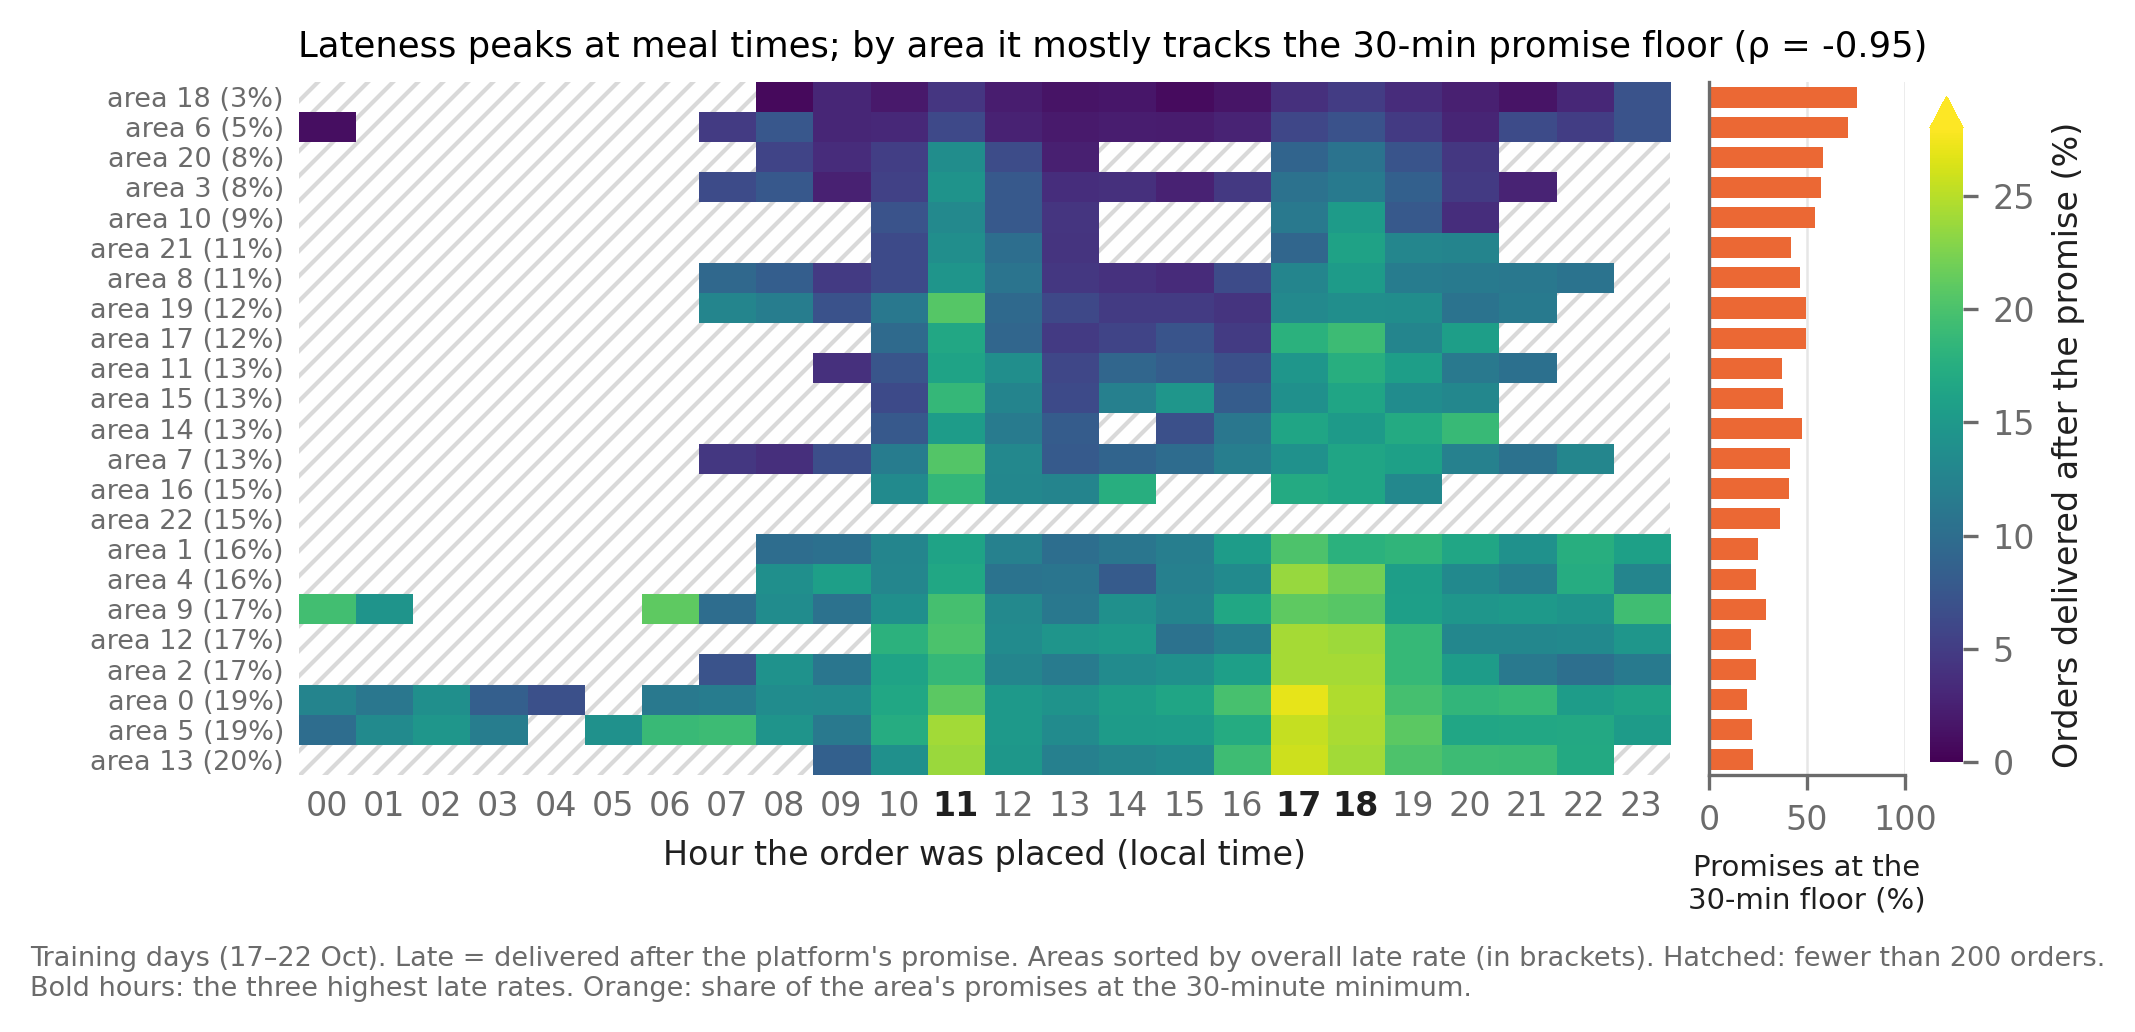 Lateness peaks at meal times; by area it mostly tracks the 30-min promise floor (ρ = -0.95)
area 18 (3%)
area 6 (5%)
area 20 (8%)
area 3 (8%)
area 10 (9%)
area 21 (11%)
area 8 (11%)
area 19 (12%)
area 17 (12%)
area 11 (13%)
area 15 (13%)
area 14 (13%)
area 7 (13%)
area 16 (15%)
area 22 (15%)
area 1 (16%)
area 4 (16%)
area 9 (17%)
area 12 (17%)
area 2 (17%)
area 0 (19%)
area 5 (19%)
area 13 (20%)
00 01 02 03 04 05 06 07 08 09 10 11 12 13 14 15 16 17 18 19 20 21 22 23
Hour the order was placed (local time)
0 50 100
Promises at the
30-min floor (%)
25
20
15
10
5
0
Orders delivered after the promise (%)
Training days (17–22 Oct). Late = delivered after the platform's promise. Areas sorted by overall late rate (in brackets). Hatched: fewer than 200 orders.
Bold hours: the three highest late rates. Orange: share of the area's promises at the 30-minute minimum.